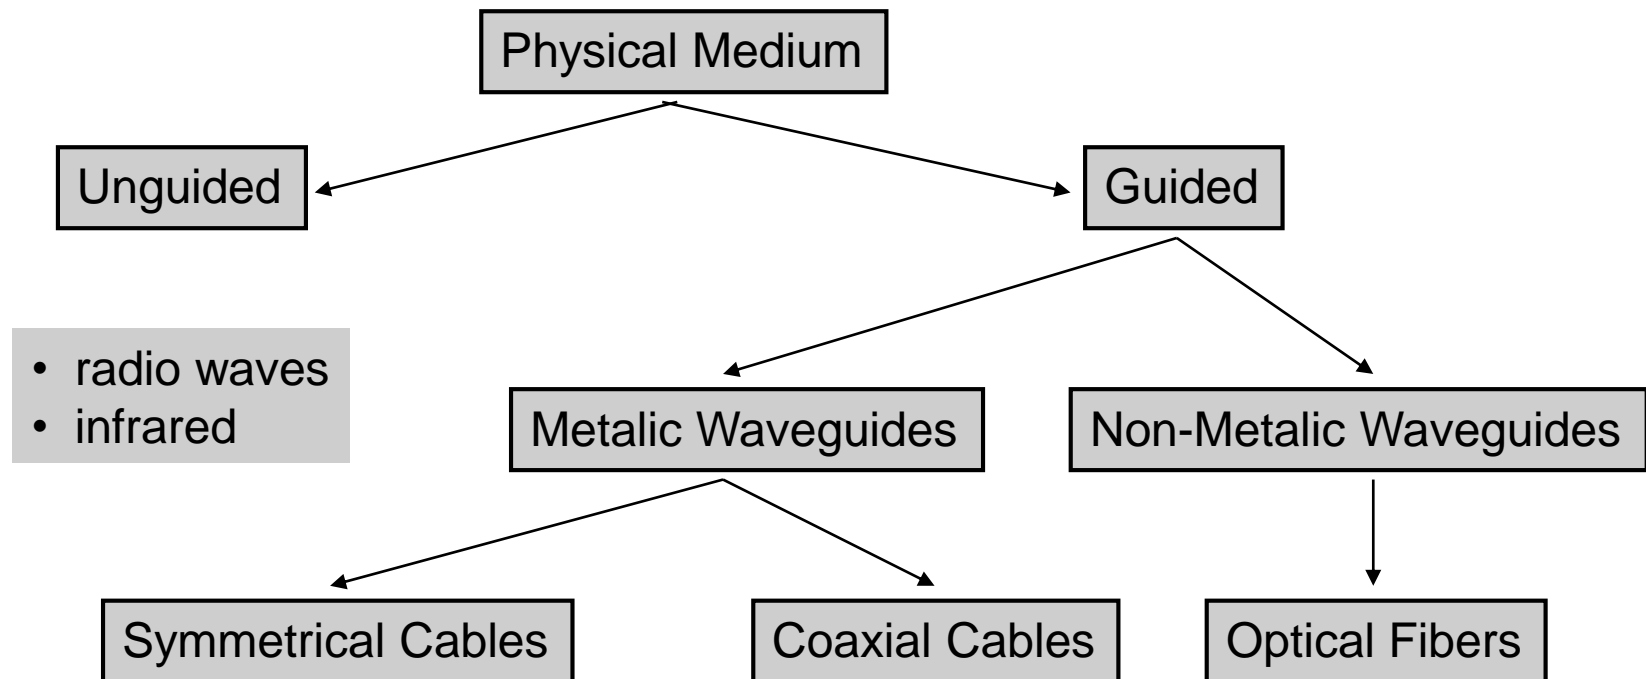 Physical Medium
Unguided
Guided
• radio waves
• infrared
Metalic Waveguides
Non-Metalic Waveguides
Symmetrical Cables
Coaxial Cables
Optical Fibers